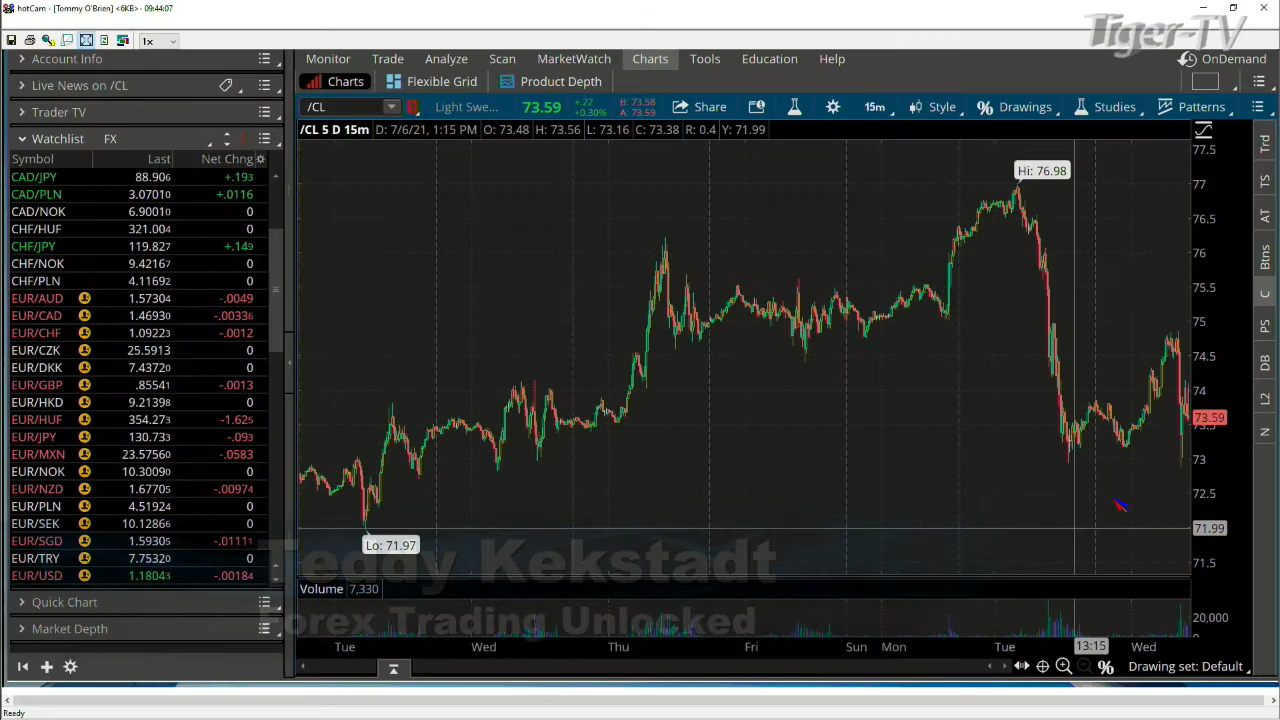 hotCam - [Tommy O'Brien] <6KB> - 09:44:07
Tiger-TV
1x
Account Info
Live News on /CL
Trader TV
Watchlist FX
Symbol Last Net Chng
CAD/JPY 88.906 +.193
CAD/PLN 3.07010 +.0116
CAD/NOK 6.90010 0
CHF/HUF 321.004 0
CHF/JPY 119.827 +.149
CHF/NOK 9.42167 0
CHF/PLN 4.11692 0
EUR/AUD 1.57304 -.0049
EUR/CAD 1.46930 -.00336
EUR/CHF 1.09223 -.0012
EUR/CZK 25.5913 0
EUR/DKK 7.4372 0
EUR/GBP .85541 -.0013
EUR/HKD 9.21398 0
EUR/HUF 354.273 -1.625
EUR/JPY 130.733 -.093
EUR/MXN 23.5756 -.0583
EUR/NOK 10.3009 0
EUR/NZD 1.67705 -.00974
EUR/PLN 4.51924 0
EUR/SEK 10.12866 0
EUR/SGD 1.59305 -.01111
EUR/TRY 7.75532 0
EUR/USD 1.18043 -.00184
Quick Chart
Market Depth
Monitor Trade Analyze Scan MarketWatch Charts Tools Education Help OnDemand
Charts Flexible Grid Product Depth
/CL Light Swe... 73.59 +.22 +0.30% B: 73.58 A: 73.59 Share 15m Style % Drawings Studies Patterns
/CL 5 D 15m D: 7/6/21, 1:15 PM O: 73.48 H: 73.56 L: 73.16 C: 73.38 R: 0.4 Y: 71.99
Hi: 76.98
Lo: 71.97
77.5
77
76.5
76
75.5
75
74.5
74
73.59
73.5
73
72.5
71.99
71.5
Trd
TS
AT
Btns
C
PS
DB
L2
N
Teddy Kekstadt
Forex Trading Unlocked
Volume 7,330
20,000
Tue Wed Thu Fri Sun Mon Tue 13:15 Wed
% Drawing set: Default
Ready